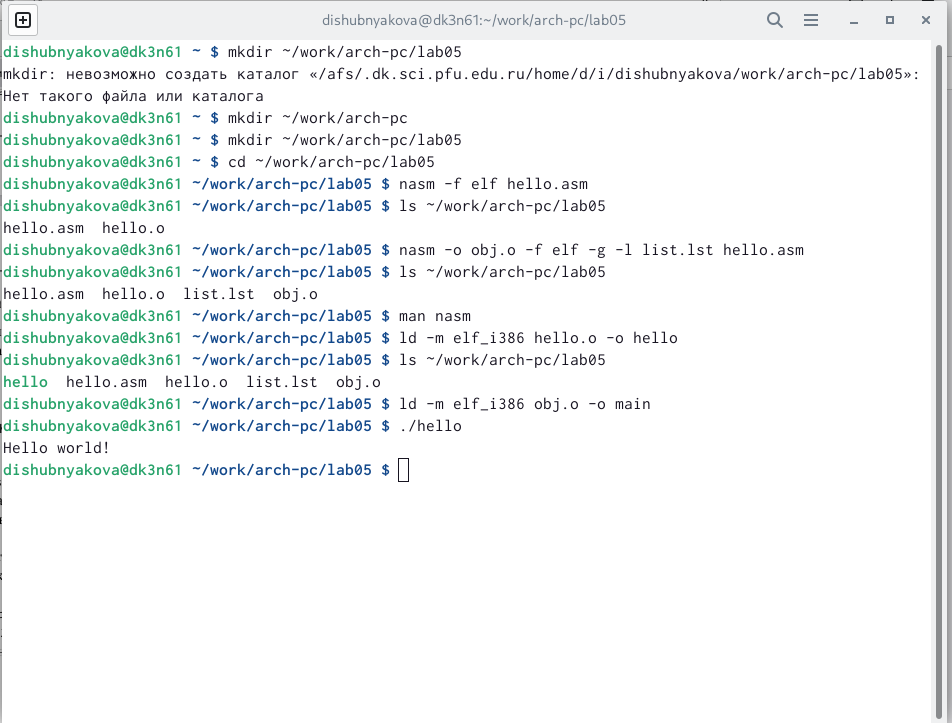 dishubnyakova@dk3n61:~/work/arch-pc/lab05
dishubnyakova@dk3n61 ~ $ mkdir ~/work/arch-pc/lab05
mkdir: невозможно создать каталог «/afs/.dk.sci.pfu.edu.ru/home/d/i/dishubnyakova/work/arch-pc/lab05»:
Нет такого файла или каталога
dishubnyakova@dk3n61 ~ $ mkdir ~/work/arch-pc
dishubnyakova@dk3n61 ~ $ mkdir ~/work/arch-pc/lab05
dishubnyakova@dk3n61 ~ $ cd ~/work/arch-pc/lab05
dishubnyakova@dk3n61 ~/work/arch-pc/lab05 $ nasm -f elf hello.asm
dishubnyakova@dk3n61 ~/work/arch-pc/lab05 $ ls ~/work/arch-pc/lab05
hello.asm  hello.o
dishubnyakova@dk3n61 ~/work/arch-pc/lab05 $ nasm -o obj.o -f elf -g -l list.lst hello.asm
dishubnyakova@dk3n61 ~/work/arch-pc/lab05 $ ls ~/work/arch-pc/lab05
hello.asm  hello.o  list.lst  obj.o
dishubnyakova@dk3n61 ~/work/arch-pc/lab05 $ man nasm
dishubnyakova@dk3n61 ~/work/arch-pc/lab05 $ ld -m elf_i386 hello.o -o hello
dishubnyakova@dk3n61 ~/work/arch-pc/lab05 $ ls ~/work/arch-pc/lab05
hello  hello.asm  hello.o  list.lst  obj.o
dishubnyakova@dk3n61 ~/work/arch-pc/lab05 $ ld -m elf_i386 obj.o -o main
dishubnyakova@dk3n61 ~/work/arch-pc/lab05 $ ./hello
Hello world!
dishubnyakova@dk3n61 ~/work/arch-pc/lab05 $